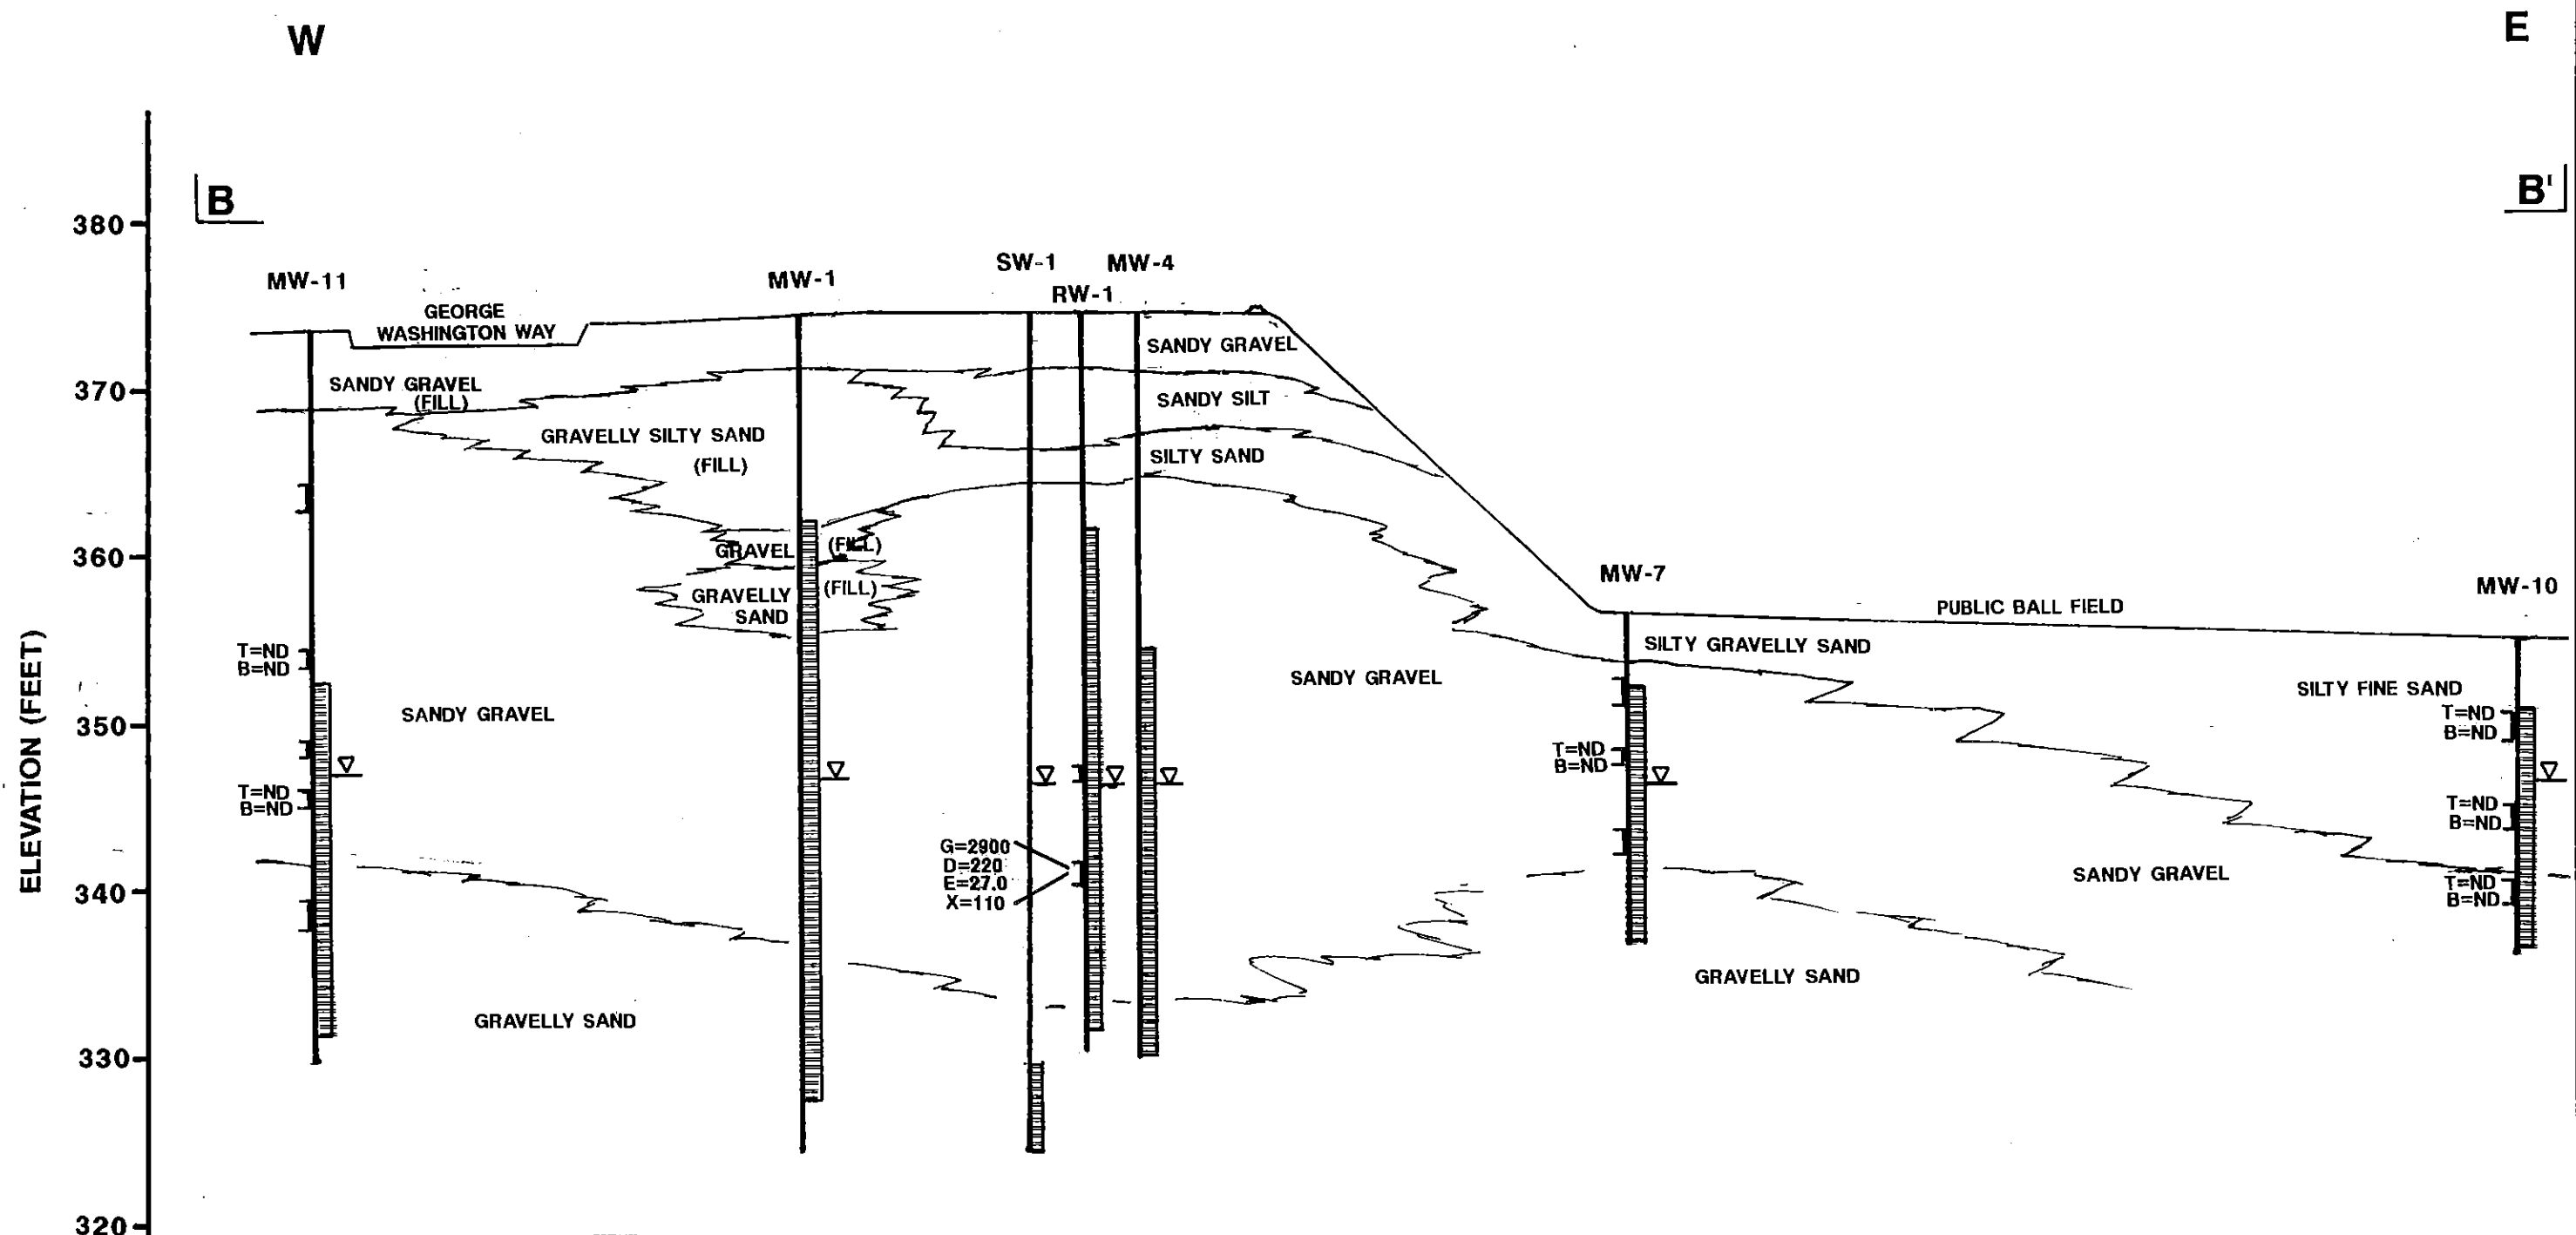 W
E
B
B'
380
370
360
350
340
330
320
ELEVATION (FEET)
MW-11
MW-1
SW-1
RW-1
MW-4
MW-7
MW-10
GEORGE
WASHINGTON WAY
PUBLIC BALL FIELD
SANDY GRAVEL
(FILL)
GRAVELLY SILTY SAND
(FILL)
SANDY GRAVEL
SANDY SILT
SILTY SAND
GRAVEL
(FILL)
GRAVELLY
SAND
(FILL)
SILTY GRAVELLY SAND
SILTY FINE SAND
SANDY GRAVEL
SANDY GRAVEL
SANDY GRAVEL
GRAVELLY SAND
GRAVELLY SAND
T=ND
B=ND
T=ND
B=ND
G=2900
D=220
E=27.0
X=110
T=ND
B=ND
T=ND
B=ND
T=ND
B=ND
T=ND
B=ND